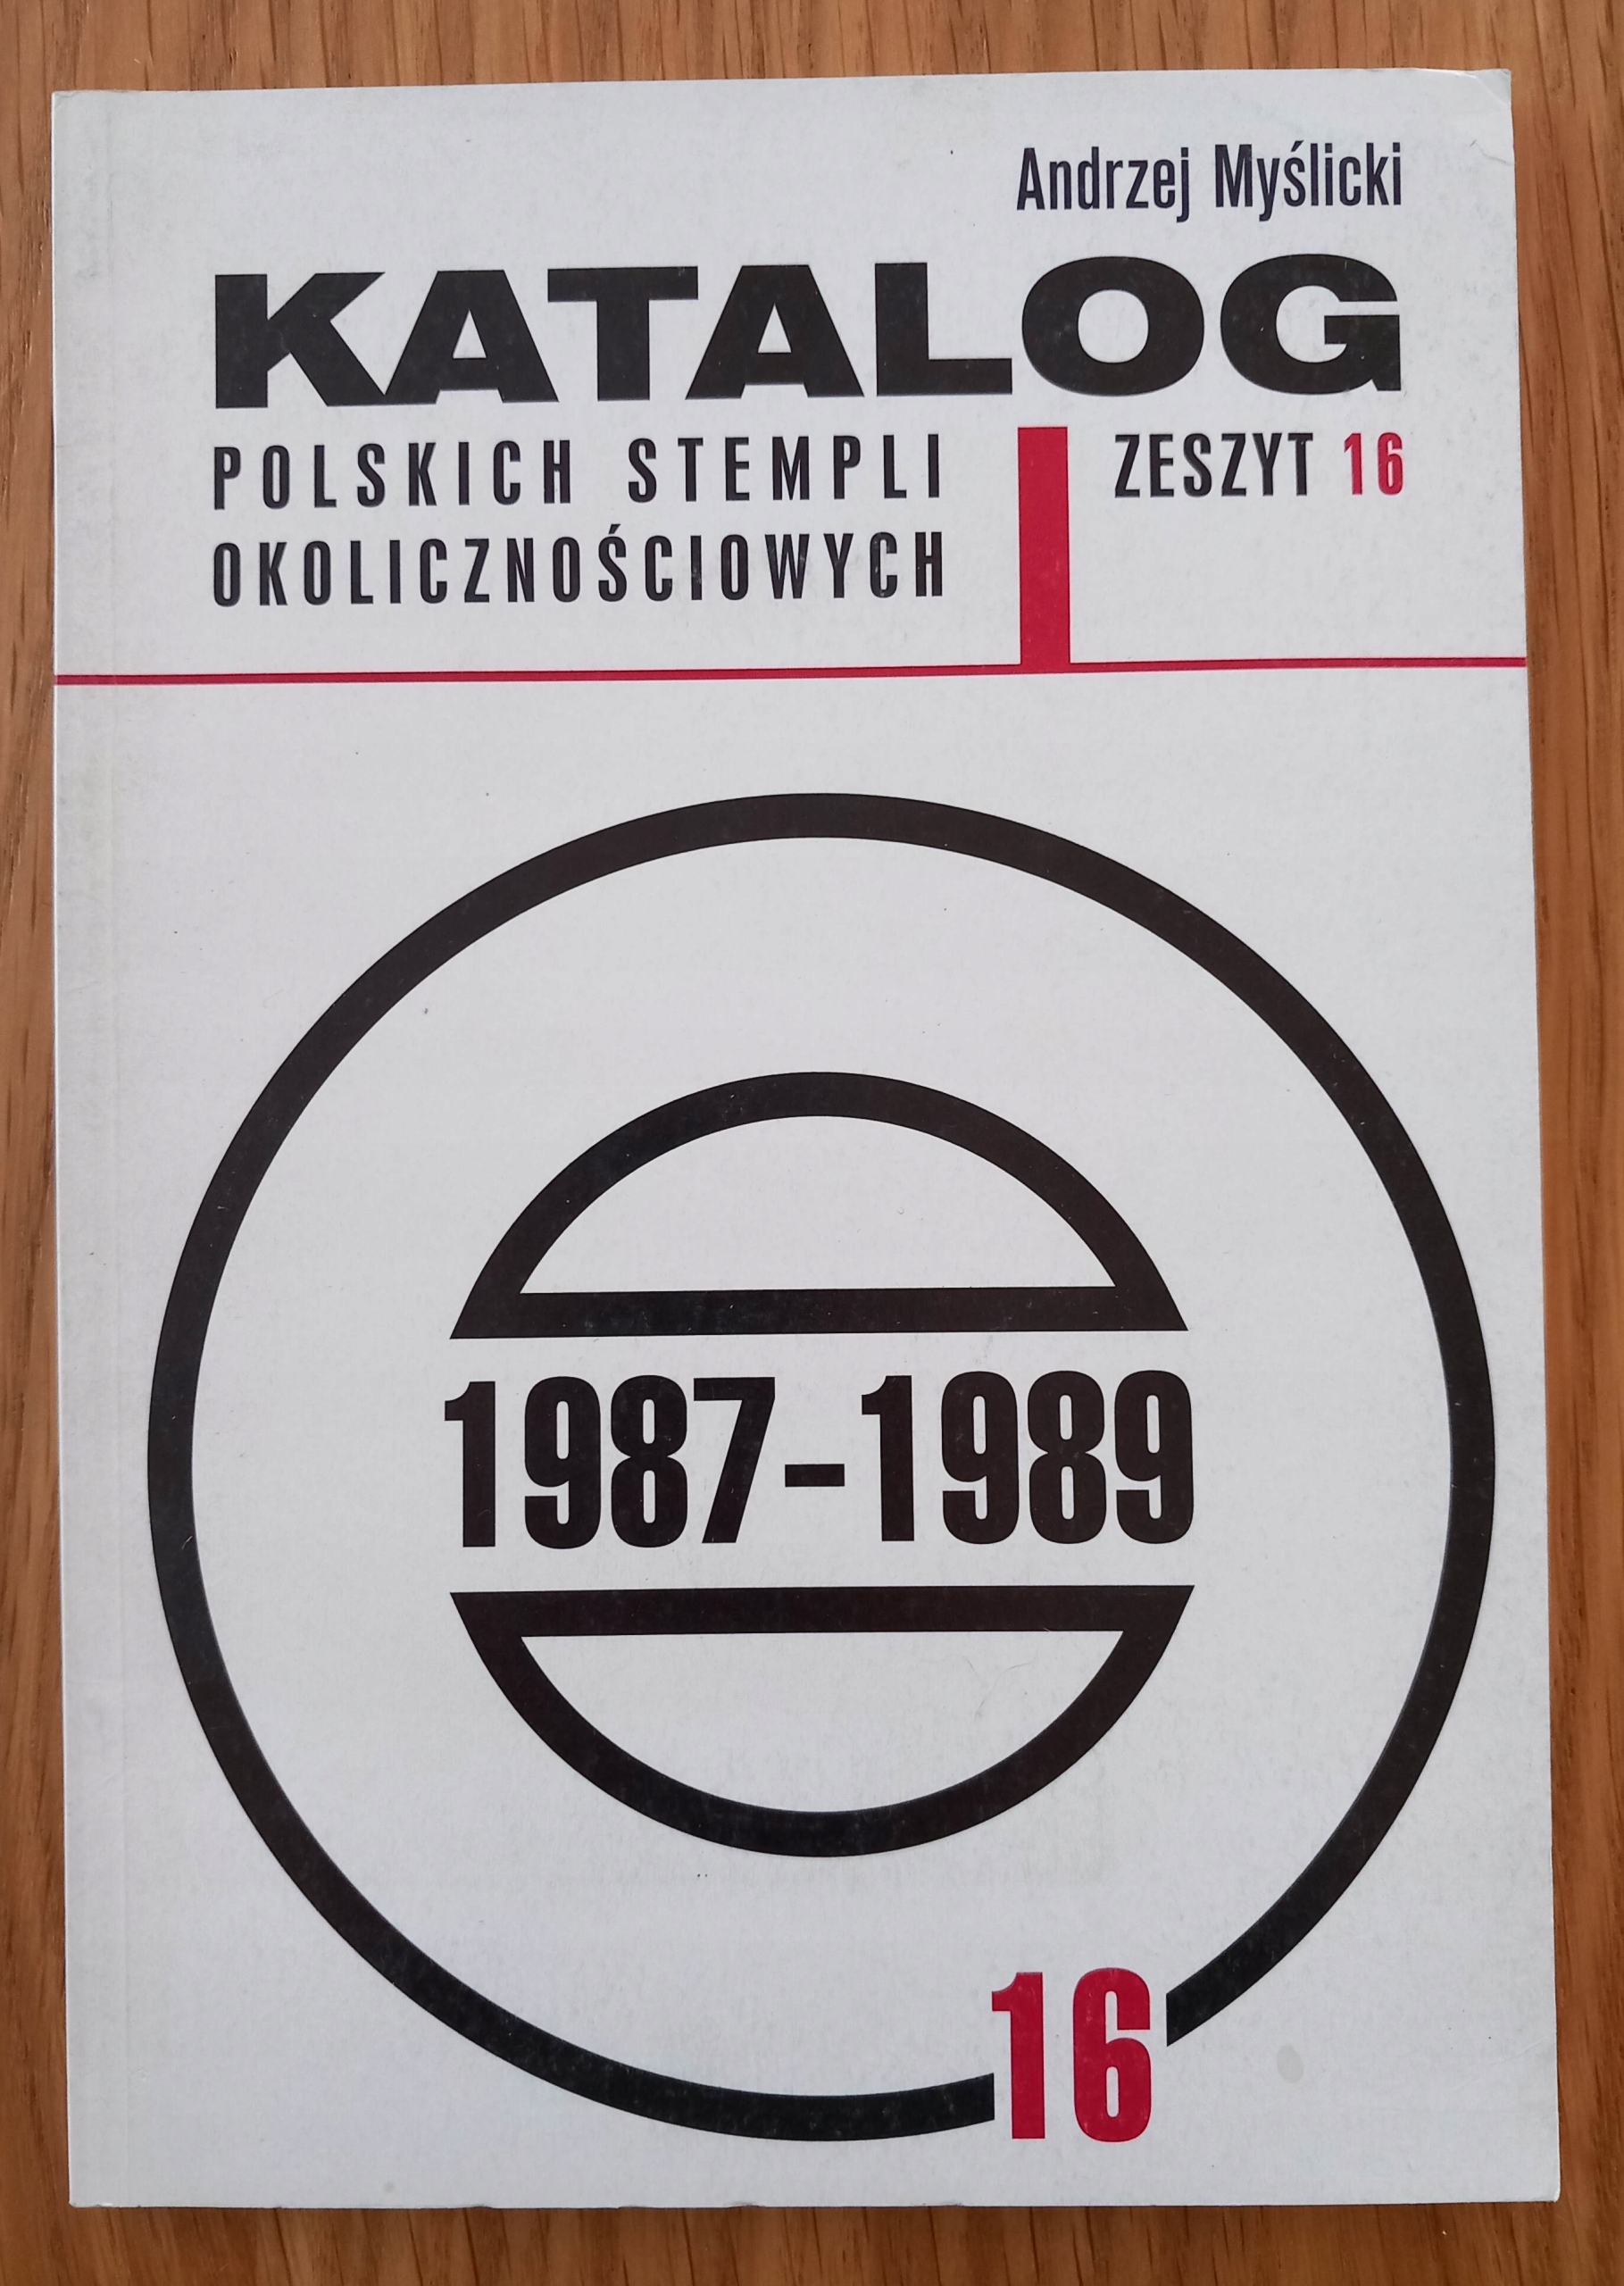 Andrzej Myślicki
KATALOG
POLSKICH STEMPLI
OKOLICZNOŚCIOWYCH
ZESZYT 16
1987-1989
16